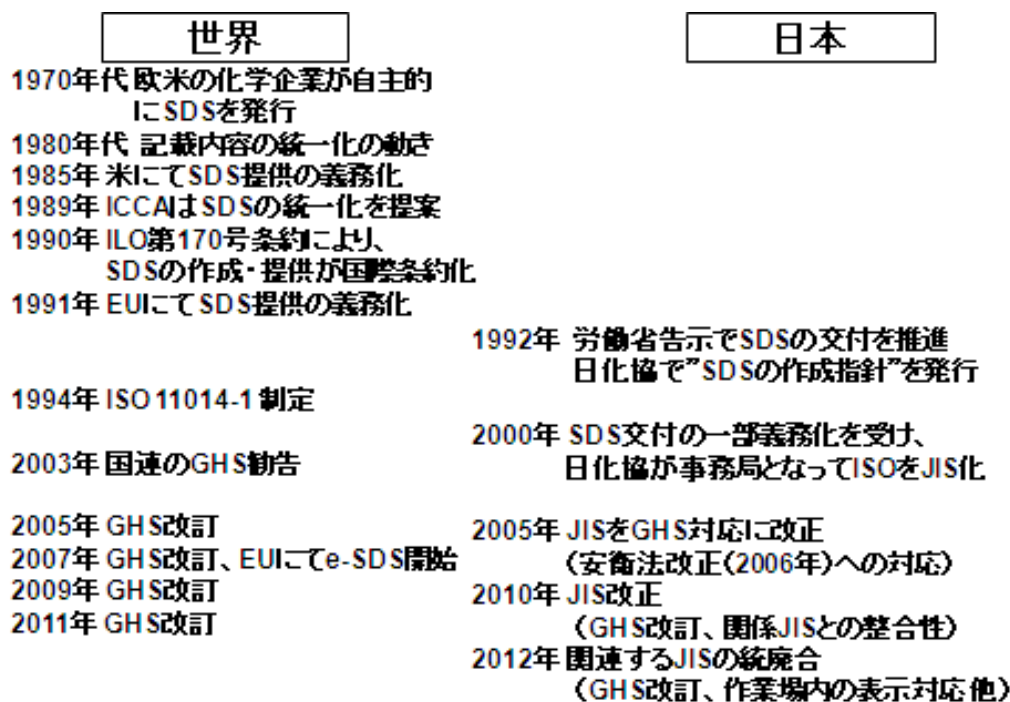 世界
1970年代 欧米の化学企業が自主的
にSDSを発行
1980年代 記載内容の統一化の動き
1985年 米にてSDS提供の義務化
1989年 ICCAはSDSの統一化を提案
1990年 ILO第170号条約により、
SDSの作成・提供が国際条約化
1991年 EUにてSDS提供の義務化
1994年 ISO 11014-1 制定
2003年 国連のGHS勧告
2005年 GHS改訂
2007年 GHS改訂、EUにてe-SDS開始
2009年 GHS改訂
2011年 GHS改訂
日本
1992年 労働省告示でSDSの交付を推進
日化協で”SDSの作成指針”を発行
2000年 SDS交付の一部義務化を受け、
日化協が事務局となってISOをJIS化
2005年 JISをGHS対応に改正
（安衛法改正(2006年)への対応）
2010年 JIS改正
（GHS改訂、関係JISとの整合性）
2012年 関連するJISの統廃合
（GHS改訂、作業場内の表示対応他）